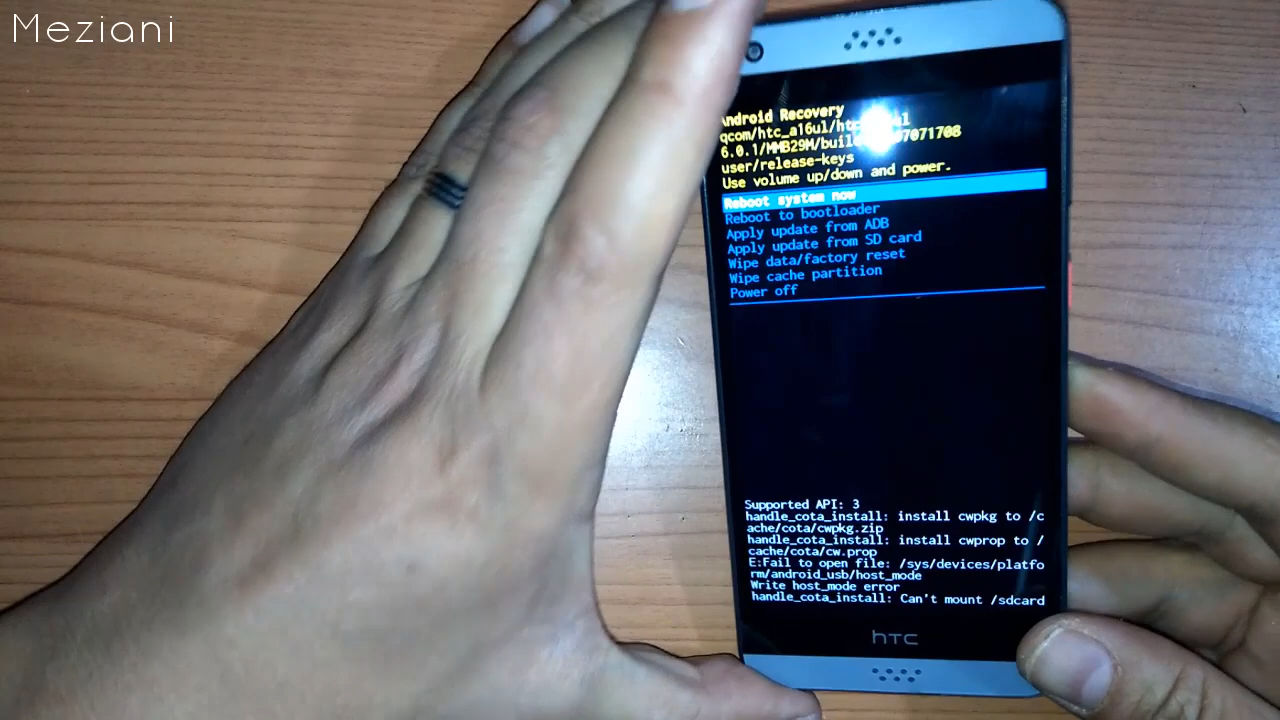 Meziani
Android Recovery
6.0.1/MMB29M/
user/release-keys
Use volume up/down and power.
Reboot system now
Reboot to bootloader
Apply update from ADB
Apply update from SD card
Wipe data/factory reset
Wipe cache partition
Power off
Supported API: 3
handle_cota_install: install cwpkg to /c
ache/cota/cwpkg.zip
handle_cota_install: install cwprop to /
cache/cota/cw.prop
E:Fail to open file: /sys/devices/platfo
rm/android_usb/host_mode
Write host_mode error
handle_cota_install: Can't mount /sdcard
hTC